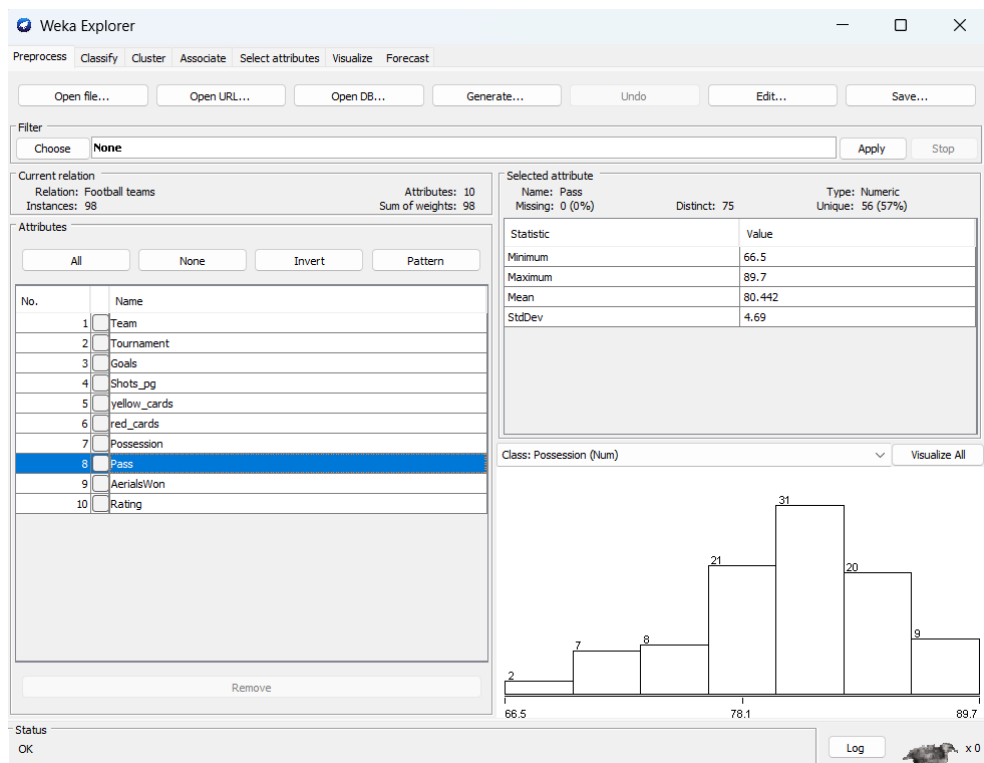 Weka Explorer
Preprocess Classify Cluster Associate Select attributes Visualize Forecast
Open file... Open URL... Open DB... Generate... Undo Edit... Save...
Filter
Choose None Apply Stop
Current relation
Relation: Football teams Attributes: 10
Instances: 98 Sum of weights: 98
Attributes
All None Invert Pattern
No. Name
1 Team
2 Tournament
3 Goals
4 Shots_pg
5 yellow_cards
6 red_cards
7 Possession
8 Pass
9 AerialsWon
10 Rating
Remove
Selected attribute
Name: Pass Type: Numeric
Missing: 0 (0%) Distinct: 75 Unique: 56 (57%)
Statistic Value
Minimum 66.5
Maximum 89.7
Mean 80.442
StdDev 4.69
Class: Possession (Num) Visualize All
31
21
20
9
8
7
2
66.5 78.1 89.7
Status
OK Log x 0